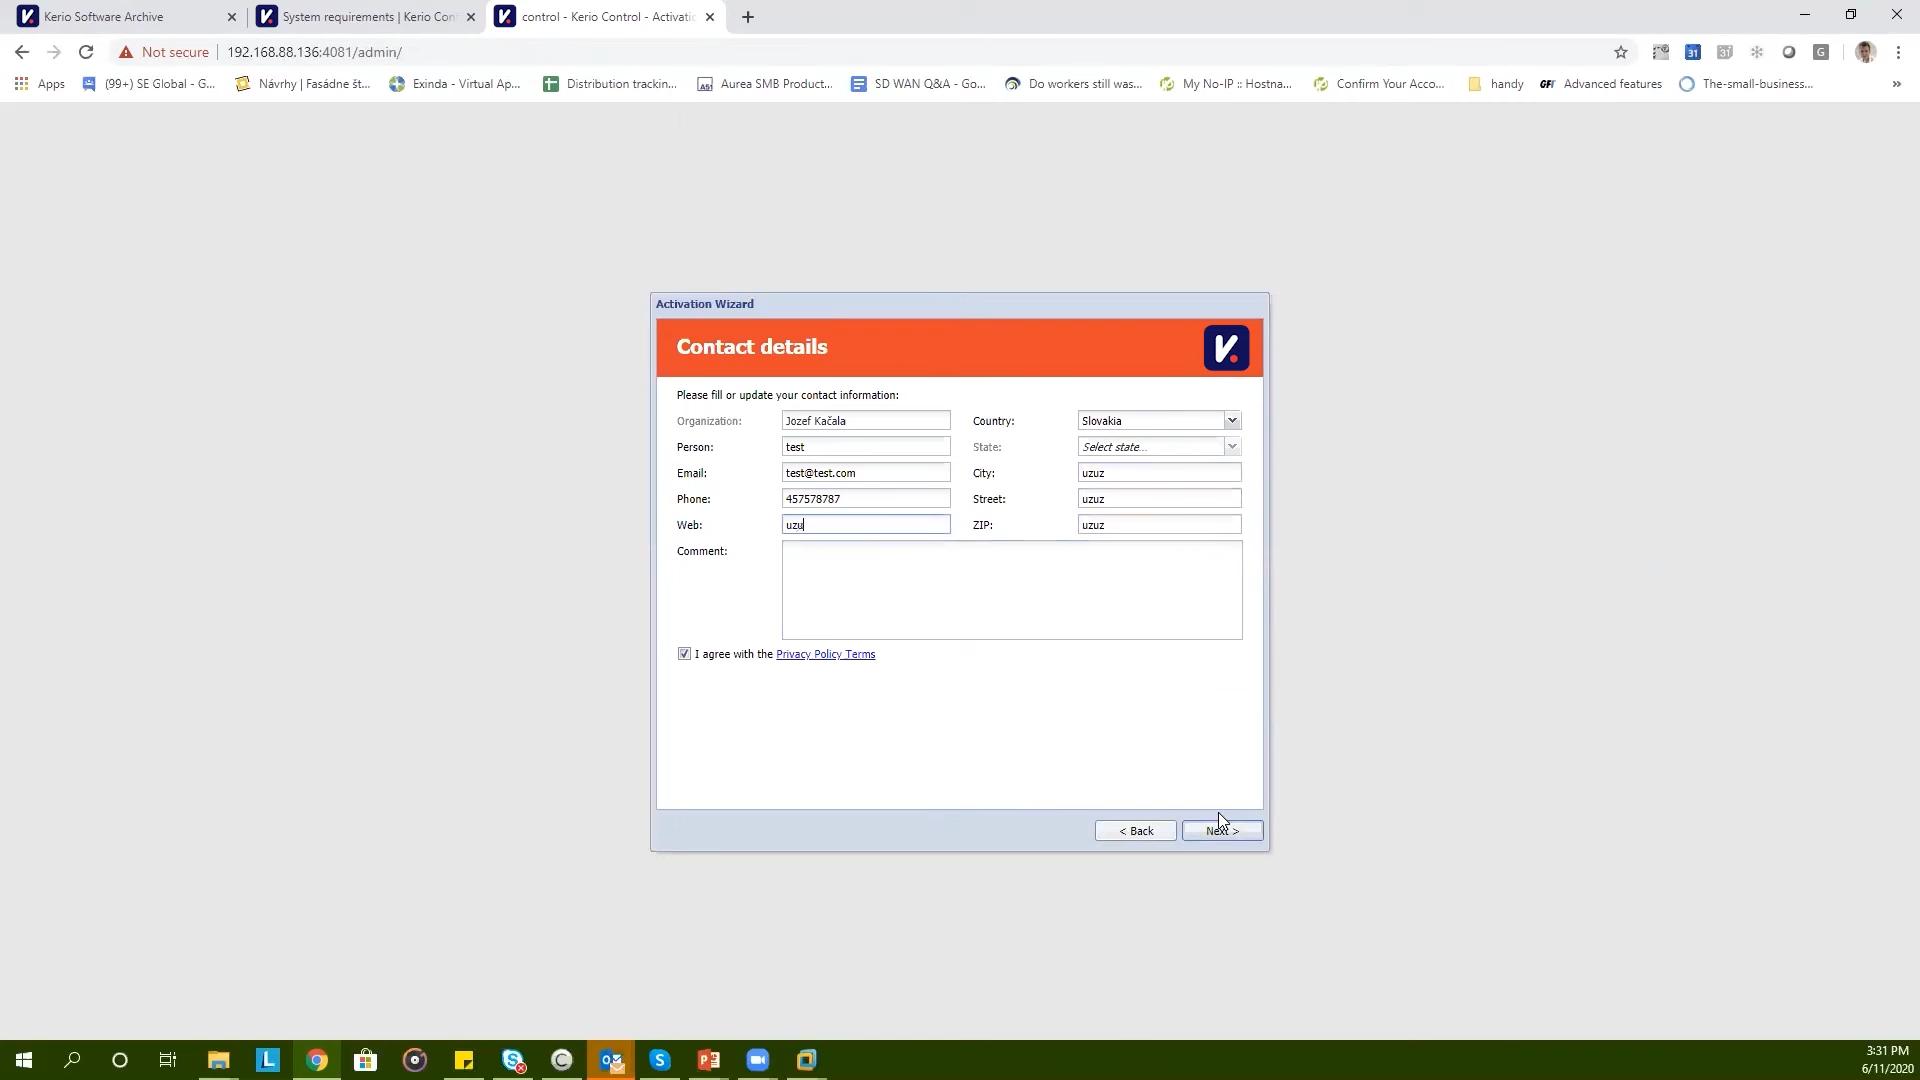 Kerio Software Archive
System requirements | Kerio Con
control - Kerio Control - Activatio
Not secure
192.168.88.136:4081/admin/
Apps
(99+) SE Global - G...
Návrhy | Fasádne št...
Exinda - Virtual Ap...
Distribution trackin...
Aurea SMB Product...
SD WAN Q&A - Go...
Do workers still was...
My No-IP :: Hostna...
Confirm Your Acco...
handy
GFI Advanced features
The-small-business...
»
Activation Wizard
Contact details
Please fill or update your contact information:
Organization: Jozef Kačala Country: Slovakia
Person: test State: Select state...
Email: test@test.com City: uzuz
Phone: 457578787 Street: uzuz
Web: uzu ZIP: uzuz
Comment:
I agree with the Privacy Policy Terms
< Back
Next >
3:31 PM
6/11/2020